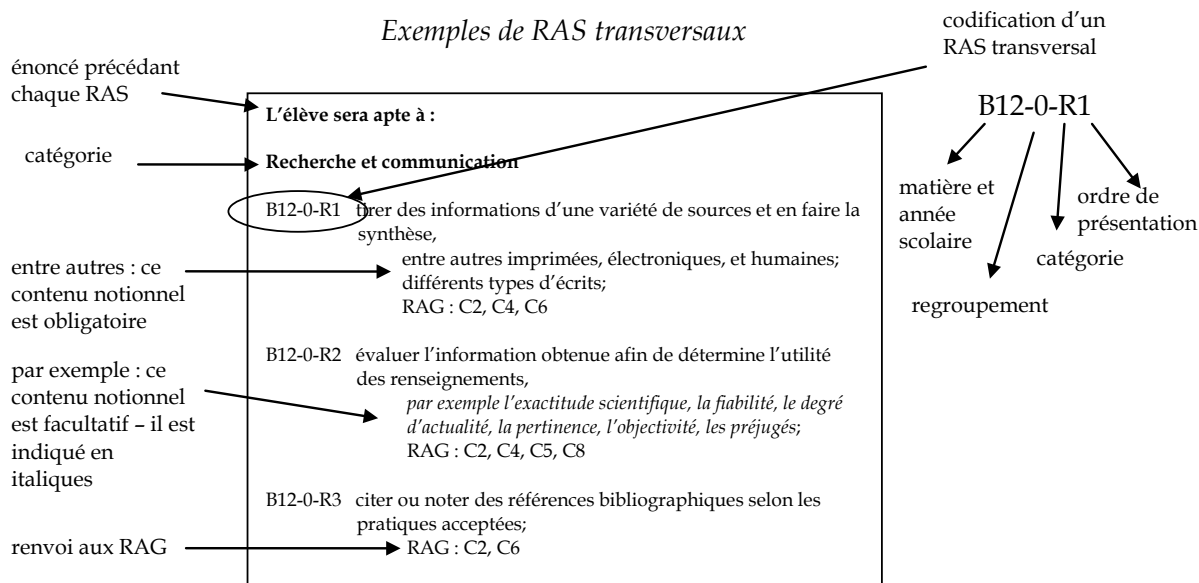 Exemples de RAS transversaux
énoncé précédant
chaque RAS
catégorie
entre autres : ce
contenu notionnel
est obligatoire
par exemple : ce
contenu notionnel
est facultatif – il est
indiqué en
italiques
renvoi aux RAG
L'élève sera apte à :
Recherche et communication
B12-0-R1 tirer des informations d'une variété de sources et en faire la
synthèse,
entre autres imprimées, électroniques, et humaines;
différents types d'écrits;
RAG : C2, C4, C6
B12-0-R2 évaluer l'information obtenue afin de détermine l'utilité
des renseignements,
par exemple l'exactitude scientifique, la fiabilité, le degré
d'actualité, la pertinence, l'objectivité, les préjugés;
RAG : C2, C4, C5, C8
B12-0-R3 citer ou noter des références bibliographiques selon les
pratiques acceptées;
RAG : C2, C6
codification d'un
RAS transversal
B12-0-R1
matière et
année
scolaire
regroupement
catégorie
ordre de
présentation